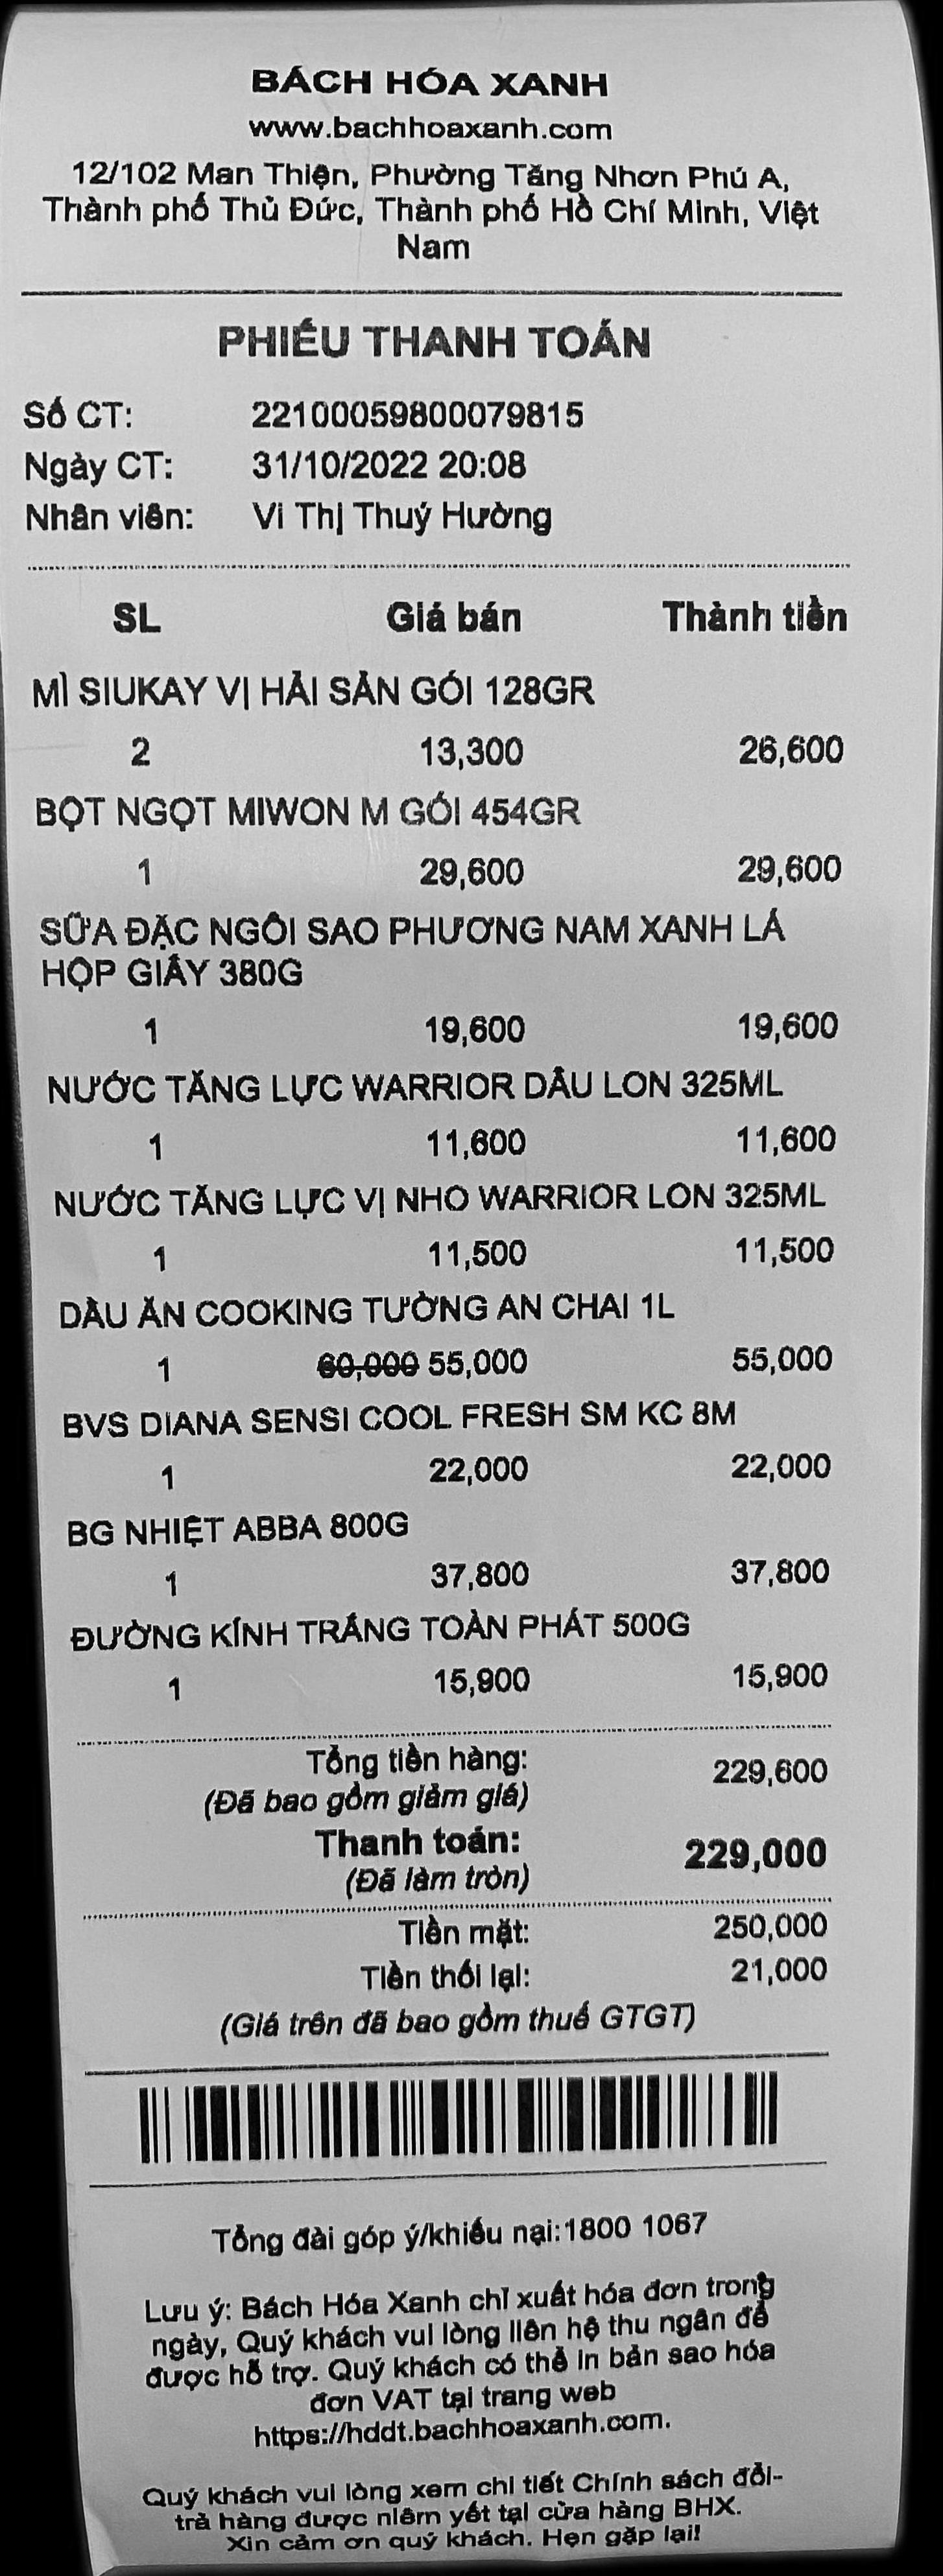 BÁCH HÓA XANH
www.bachhoaxanh.com
12/102 Man Thiện, Phường Tăng Nhơn Phú A,
Thành phố Thủ Đức, Thành phố Hồ Chí Minh, Việt
Nam
PHIẾU THANH TOÁN
Số CT: 22100059800079815
Ngày CT: 31/10/2022 20:08
Nhân viên: Vi Thị Thuý Hường
SL Giá bán Thành tiền
MÌ SIUKAY VỊ HẢI SẢN GÓI 128GR
2 13,300 26,600
BỘT NGỌT MIWON M GÓI 454GR
1 29,600 29,600
SỮA ĐẶC NGÔI SAO PHƯƠNG NAM XANH LÁ
HỘP GIẤY 380G
1 19,600 19,600
NƯỚC TĂNG LỰC WARRIOR DÂU LON 325ML
1 11,600 11,600
NƯỚC TĂNG LỰC VỊ NHO WARRIOR LON 325ML
1 11,500 11,500
DẦU ĂN COOKING TƯỜNG AN CHAI 1L
1 60,000 55,000 55,000
BVS DIANA SENSI COOL FRESH SM KC 8M
1 22,000 22,000
BG NHIỆT ABBA 800G
1 37,800 37,800
ĐƯỜNG KÍNH TRẮNG TOÀN PHÁT 500G
1 15,900 15,900
Tổng tiền hàng: 229,600
(Đã bao gồm giảm giá)
Thanh toán: 229,000
(Đã làm tròn)
Tiền mặt: 250,000
Tiền thối lại: 21,000
(Giá trên đã bao gồm thuế GTGT)
Tổng đài góp ý/khiếu nại:1800 1067
Lưu ý: Bách Hóa Xanh chỉ xuất hóa đơn trong
ngày, Quý khách vui lòng liên hệ thu ngân để
được hỗ trợ. Quý khách có thể in bản sao hóa
đơn VAT tại trang web
https://hddt.bachhoaxanh.com.
Quý khách vui lòng xem chi tiết Chính sách đổi-
trả hàng được niêm yết tại cửa hàng BHX.
Xin cảm ơn quý khách. Hẹn gặp lại!